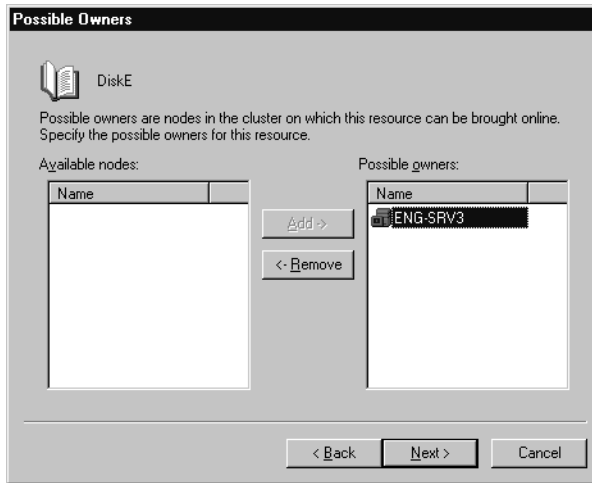 Possible Owners
DiskE
Possible owners are nodes in the cluster on which this resource can be brought online.
Specify the possible owners for this resource.
Available nodes:
Possible owners:
Name
Name
ENG-SRV3
Add ->
<- Remove
< Back
Next >
Cancel